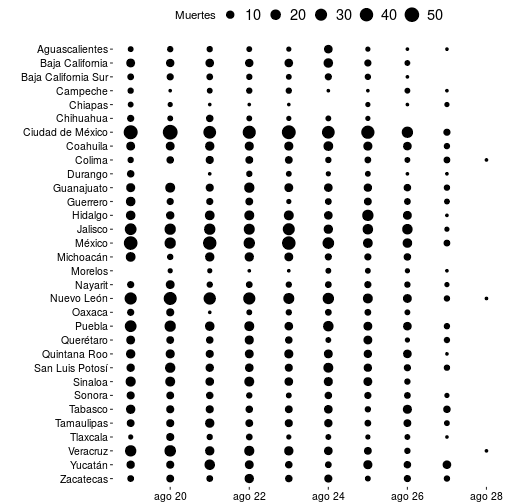 Muertes 10 20 30 40 50
Aguascalientes
Baja California
Baja California Sur
Campeche
Chiapas
Chihuahua
Ciudad de México
Coahuila
Colima
Durango
Guanajuato
Guerrero
Hidalgo
Jalisco
México
Michoacán
Morelos
Nayarit
Nuevo León
Oaxaca
Puebla
Querétaro
Quintana Roo
San Luis Potosí
Sinaloa
Sonora
Tabasco
Tamaulipas
Tlaxcala
Veracruz
Yucatán
Zacatecas
ago 20 ago 22 ago 24 ago 26 ago 28